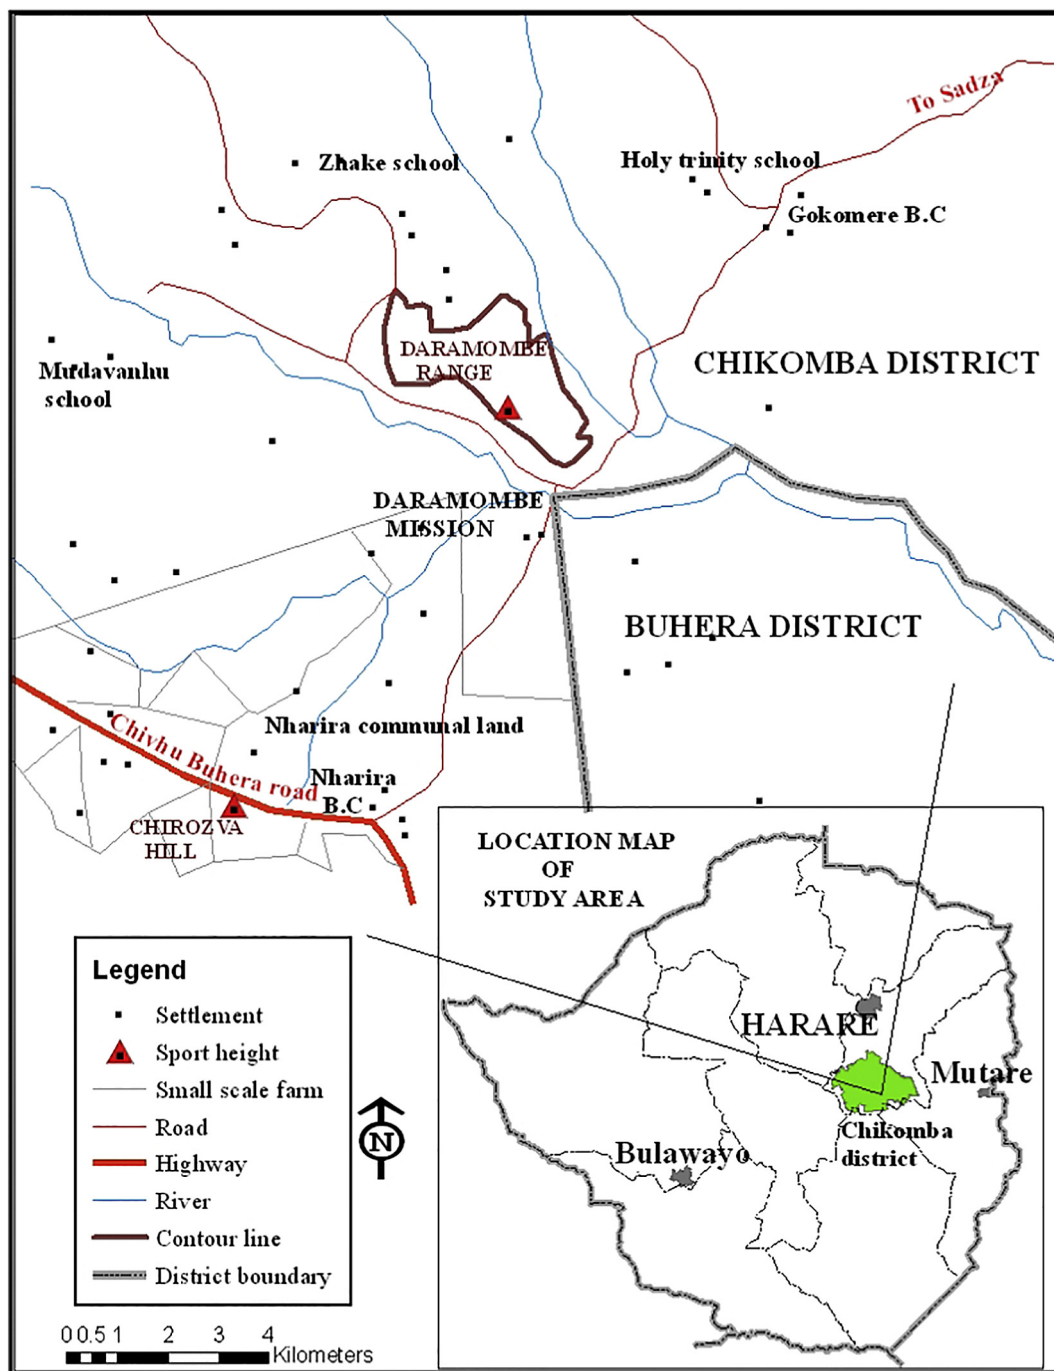 To Sadza
Zhake school
Holy trinity school
Gokomere B.C
DARAMOMBE
RANGE
CHIKOMBA DISTRICT
Mudavanhu
school
DARAMOMBE
MISSION
BUHERA DISTRICT
Nharira communal land
Chivhu Buhera road
Nharira
B.C
CHIROZVA
HILL
LOCATION MAP
OF
STUDY AREA
HARARE
Mutare
Chikomba
district
Bulawayo
Legend
Settlement
Sport height
Small scale farm
Road
Highway
River
Contour line
District boundary
N
0 0.5 1 2 3 4
Kilometers